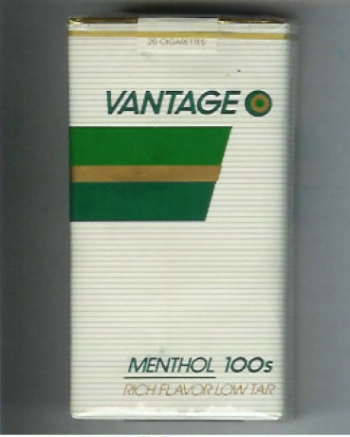 20 CIGARETTES
VANTAGE
MENTHOL 100s
RICH FLAVOR LOW TAR